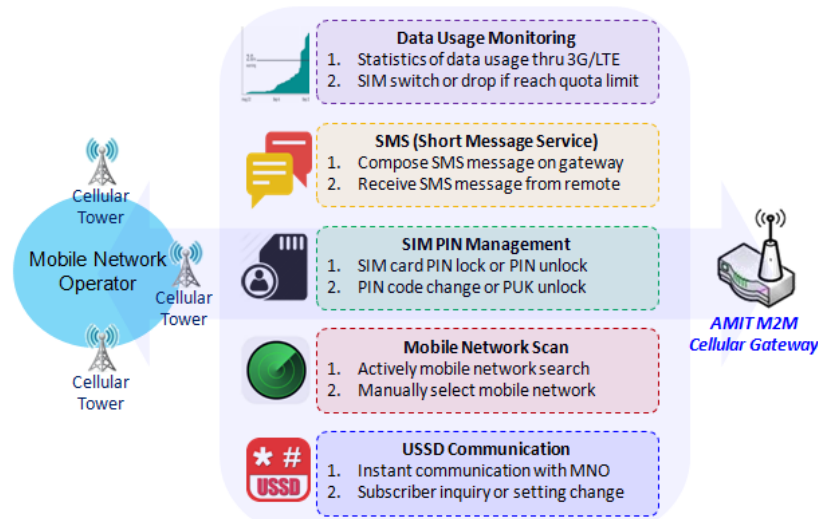 Data Usage Monitoring
1. Statistics of data usage thru 3G/LTE
2. SIM switch or drop if reach quota limit
SMS (Short Message Service)
1. Compose SMS message on gateway
2. Receive SMS message from remote
Cellular
Tower
Mobile Network
Operator
Cellular
Tower
Cellular
Tower
SIM PIN Management
1. SIM card PIN lock or PIN unlock
2. PIN code change or PUK unlock
AMIT M2M
Cellular Gateway
Mobile Network Scan
1. Actively mobile network search
2. Manually select mobile network
* #
USSD
USSD Communication
1. Instant communication with MNO
2. Subscriber inquiry or setting change